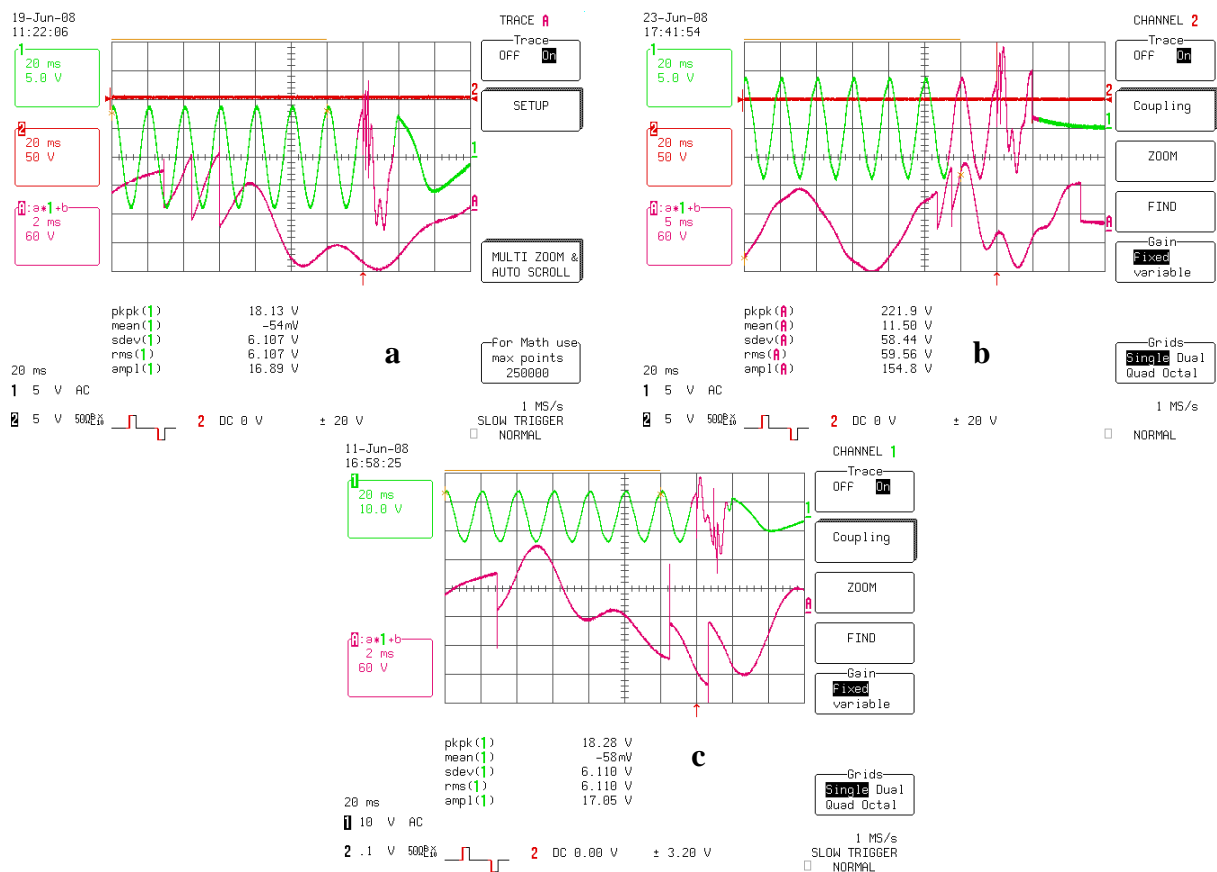 19-Jun-08
11:22:06
TRACE A
1
20 ms
5.0 V
2
20 ms
50 V
A:a*1+b
2 ms
60 V
2
1
A
Trace
OFF On
SETUP
MULTI ZOOM &
AUTO SCROLL
For Math use
max points
250000
pkpk(1) 18.13 V
mean(1) -54mV
sdev(1) 6.107 V
rms(1) 6.107 V
ampl(1) 16.89 V
a
20 ms
1 5 V AC
2 5 V 50Ω
2 DC 0 V ± 20 V
1 MS/s
SLOW TRIGGER
NORMAL
23-Jun-08
17:41:54
CHANNEL 2
1
20 ms
5.0 V
2
20 ms
50 V
A:a*1+b
5 ms
60 V
2
1
A
Trace
OFF On
Coupling
ZOOM
FIND
Gain
Fixed
variable
Grids
Single Dual
Quad Octal
pkpk(A) 221.9 V
mean(A) 11.50 V
sdev(A) 58.44 V
rms(A) 59.56 V
ampl(A) 154.8 V
b
20 ms
1 5 V AC
2 5 V 50Ω
2 DC 0 V ± 20 V
1 MS/s
NORMAL
11-Jun-08
16:58:25
CHANNEL 1
1
20 ms
10.0 V
A:a*1+b
2 ms
60 V
1
A
Trace
OFF On
Coupling
ZOOM
FIND
Gain
Fixed
variable
Grids
Single Dual
Quad Octal
pkpk(1) 18.28 V
mean(1) -58mV
sdev(1) 6.110 V
rms(1) 6.110 V
ampl(1) 17.05 V
c
20 ms
1 10 V AC
2 .1 V 50Ω
2 DC 0.00 V ± 3.20 V
1 MS/s
SLOW TRIGGER
NORMAL